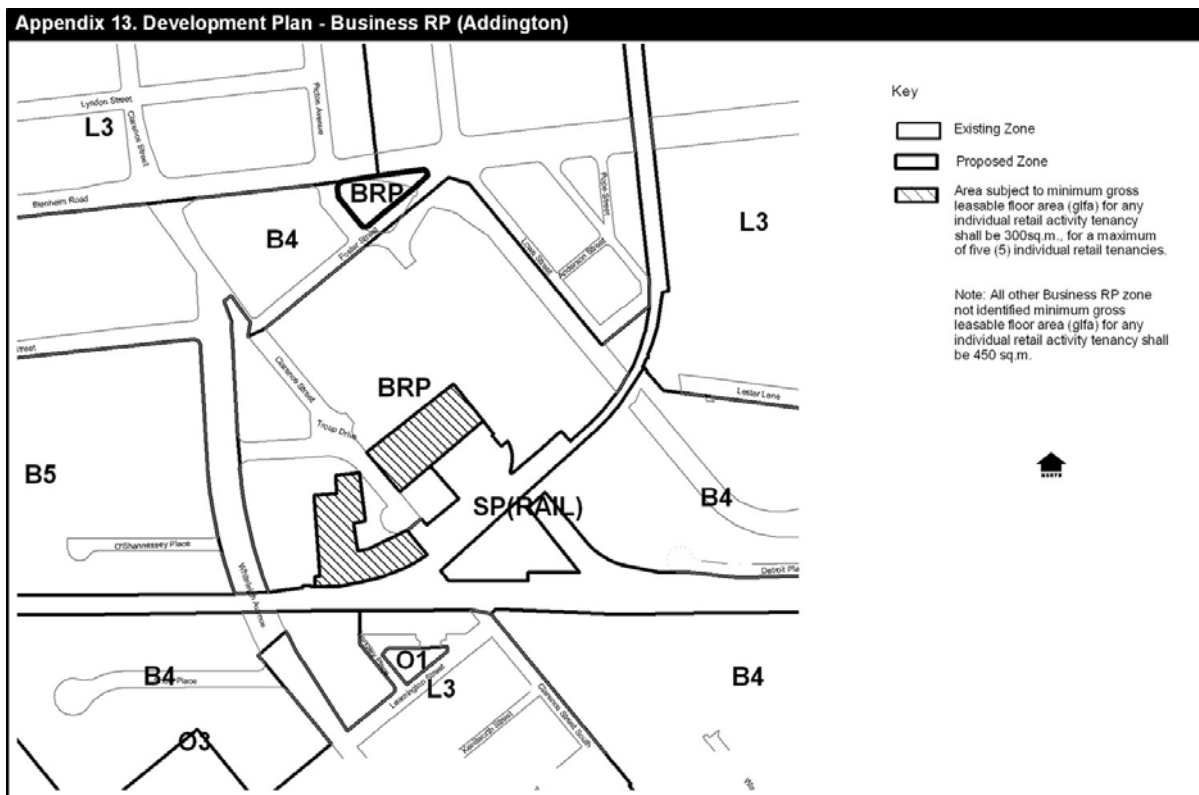 Appendix 13. Development Plan - Business RP (Addington)
Lyndon Street
L3
Clarence Street
Picton Avenue
Blenheim Road
BRP
B4
Foster Street
Lowe Street
Anderson Street
Pope Street
L3
Street
Clarence Street
BRP
Troup Drive
Lester Lane
B5
SP(RAIL)
B4
O'Shannessey Place
Whiteleigh Avenue
Detroit Pla
B4
Place
O1
L3
Leamington Street
Clarence Street South
B4
Kenilworth Street
O3
Key
Existing Zone
Proposed Zone
Area subject to minimum gross
leasable floor area (glfa) for any
individual retail activity tenancy
shall be 300sq.m., for a maximum
of five (5) individual retail tenancies.
Note: All other Business RP zone
not identified minimum gross
leasable floor area (glfa) for any
individual retail activity tenancy shall
be 450 sq.m.
NORTH